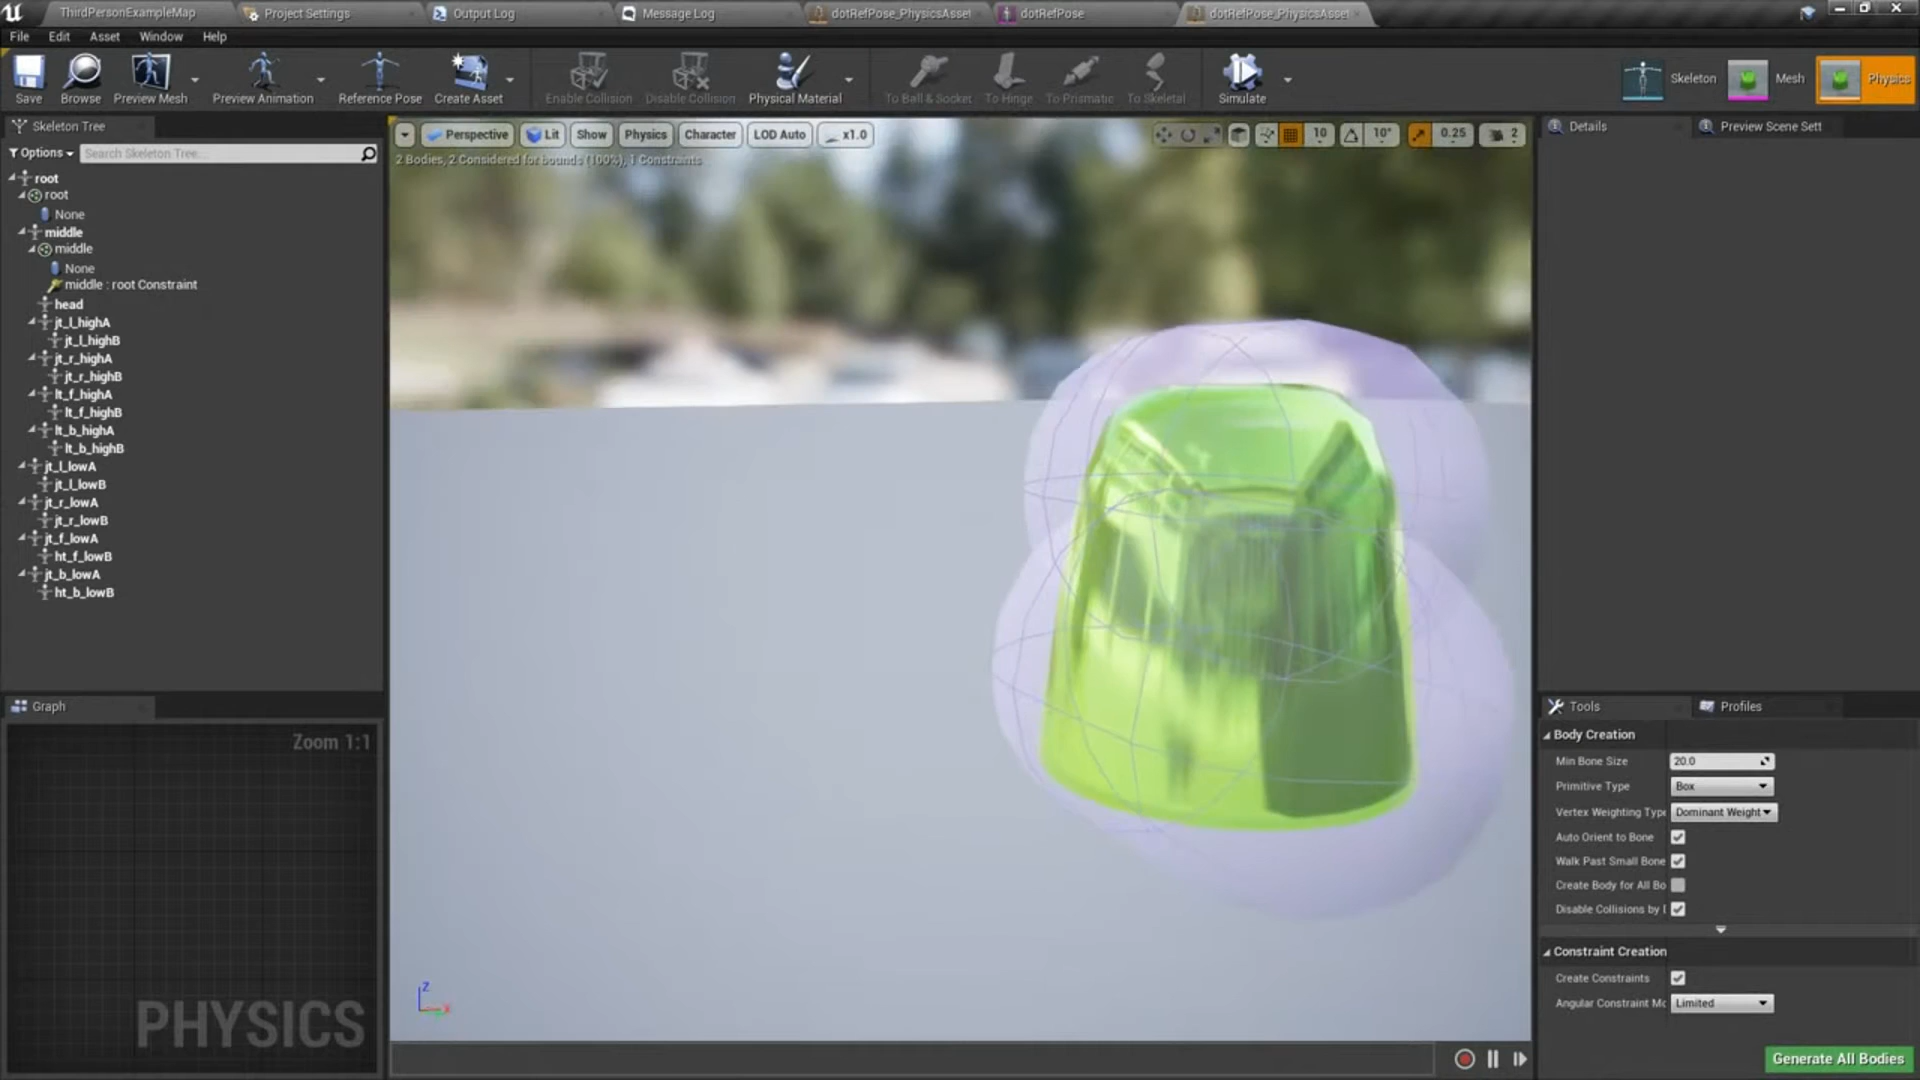 ThirdPersonExampleMap
Project Settings
Output Log
Message Log
dotRefPose_PhysicsAsset
dotRefPose
dotRefPose_PhysicsAsset
File Edit Asset Window Help
Save
Browse
Preview Mesh
Preview Animation
Reference Pose
Create Asset
Enable Collision
Disable Collision
Physical Material
To Ball & Socket
To Hinge
To Prismatic
To Skeletal
Simulate
Skeleton
Mesh
Physics
Skeleton Tree
Options
Search Skeleton Tree...
root
root
None
middle
middle
None
middle : root Constraint
head
jt_l_highA
jt_l_highB
jt_r_highA
jt_r_highB
lt_f_highA
lt_f_highB
lt_b_highA
lt_b_highB
jt_l_lowA
jt_l_lowB
jt_r_lowA
jt_r_lowB
jt_f_lowA
ht_f_lowB
jt_b_lowA
ht_b_lowB
Graph
Zoom 1:1
PHYSICS
Perspective
Lit
Show
Physics
Character
LOD Auto
x1.0
10
10°
0.25
2
2 Bodies, 2 Considered for bounds (100%), 1 Constraints
Z
X
Details
Preview Scene Sett
Tools
Profiles
Body Creation
Min Bone Size 20.0
Primitive Type Box
Vertex Weighting Type Dominant Weight
Auto Orient to Bone
Walk Past Small Bone
Create Body for All Bo
Disable Collisions by
Constraint Creation
Create Constraints
Angular Constraint Mo Limited
Generate All Bodies